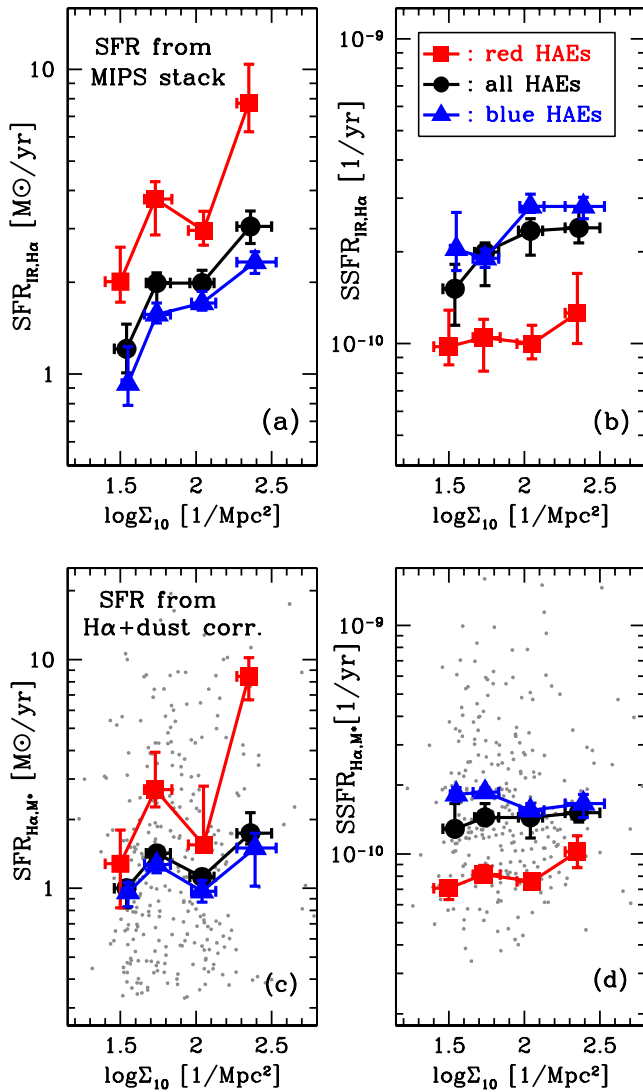 SFR from
MIPS stack
SFR_IR,Hα [M⊙/yr]
10
1
(a)
1.5 2 2.5
logΣ₁₀ [1/Mpc²]
: red HAEs
: all HAEs
: blue HAEs
SSFR_IR,Hα [1/yr]
10⁻⁹
10⁻¹⁰
(b)
1.5 2 2.5
logΣ₁₀ [1/Mpc²]
SFR from
Hα+dust corr.
SFR_Hα,M* [M⊙/yr]
10
1
(c)
1.5 2 2.5
logΣ₁₀ [1/Mpc²]
SSFR_Hα,M* [1/yr]
10⁻⁹
10⁻¹⁰
(d)
1.5 2 2.5
logΣ₁₀ [1/Mpc²]